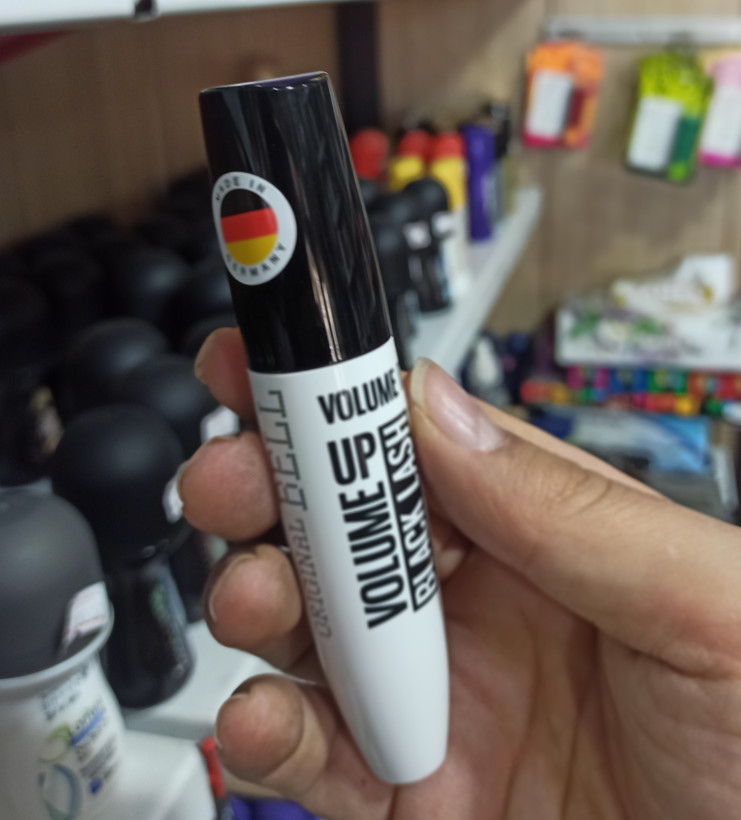 MADE IN
GERMANY
VOLUME
UP
VOLUME
BLACK LASH
ORIGINAL BELL